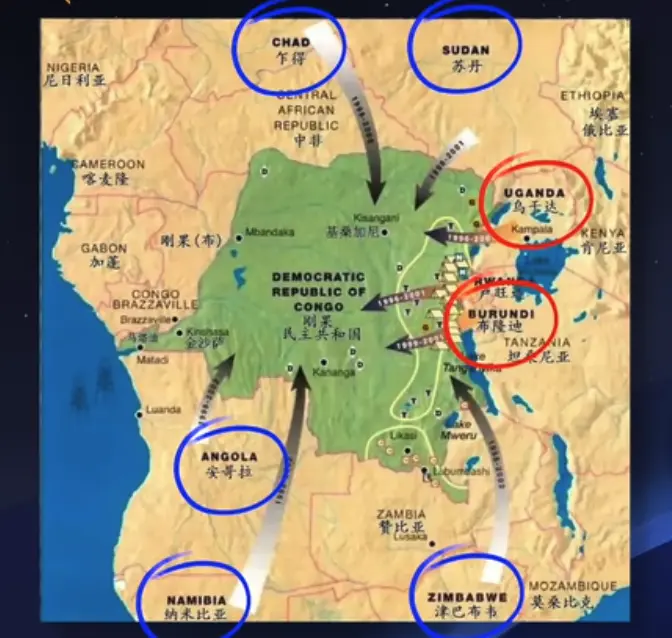 CHAD
乍得
SUDAN
苏丹
NIGERIA
尼日利亚
ETHIOPIA
埃塞
俄比亚
CENTRAL
AFRICAN
REPUBLIC
中非
1998-2001
CAMEROON
喀麦隆
UGANDA
乌干达
Kampala
KENYA
肯尼亚
Kisangani
基桑加尼
Mbandaka
刚果(布)
GABON
加蓬
DEMOCRATIC
REPUBLIC OF
CONGO
刚果
民主共和国
1996-2001
RWANDA
卢旺达
BURUNDI
布隆迪
CONGO
BRAZZAVILLE
Brazzaville
Kinshasa
金沙萨
马塔迪
Matadi
TANZANIA
坦桑尼亚
Lake
Kananga
Luanda
Lake
Mweru
Likasi
Lubumbashi
ANGOLA
安哥拉
ZAMBIA
赞比亚
Lusaka
NAMIBIA
纳米比亚
ZIMBABWE
津巴布韦
MOZAMBIQUE
莫桑比克